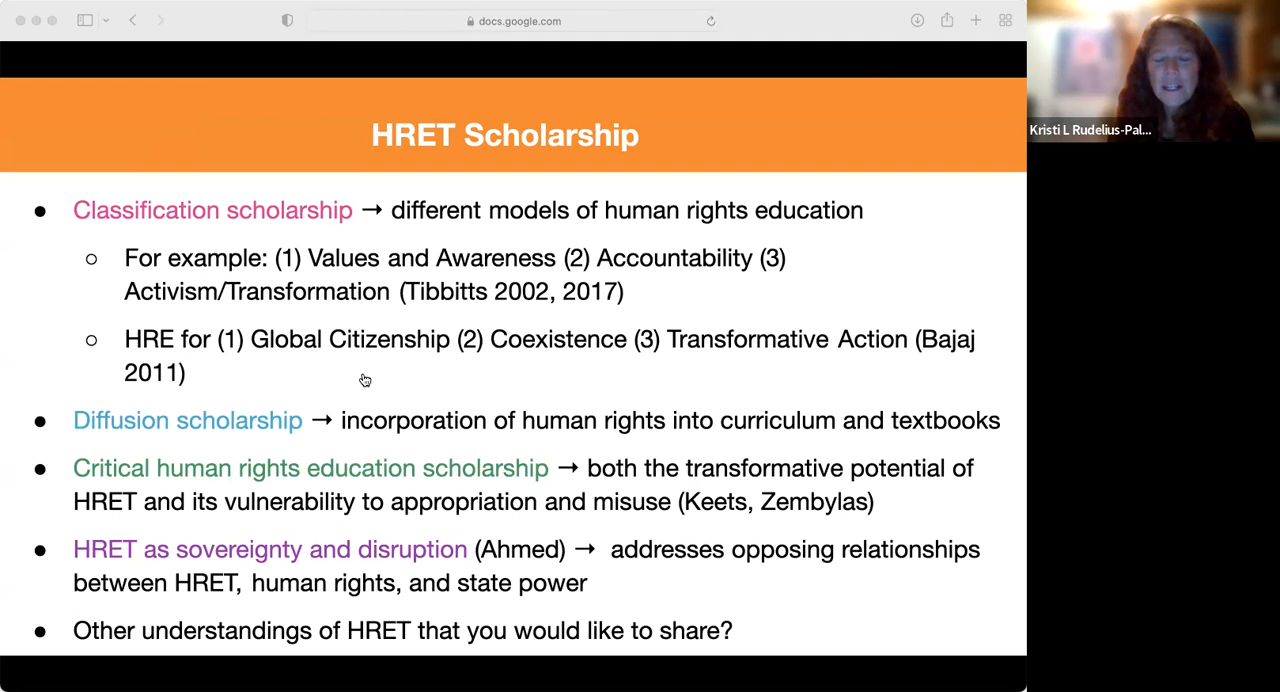 docs.google.com
HRET Scholarship
● Classification scholarship → different models of human rights education
○ For example: (1) Values and Awareness (2) Accountability (3)
Activism/Transformation (Tibbitts 2002, 2017)
○ HRE for (1) Global Citizenship (2) Coexistence (3) Transformative Action (Bajaj
2011)
● Diffusion scholarship → incorporation of human rights into curriculum and textbooks
● Critical human rights education scholarship → both the transformative potential of
HRET and its vulnerability to appropriation and misuse (Keets, Zembylas)
● HRET as sovereignty and disruption (Ahmed) → addresses opposing relationships
between HRET, human rights, and state power
● Other understandings of HRET that you would like to share?
Kristi L Rudelius-Pal...